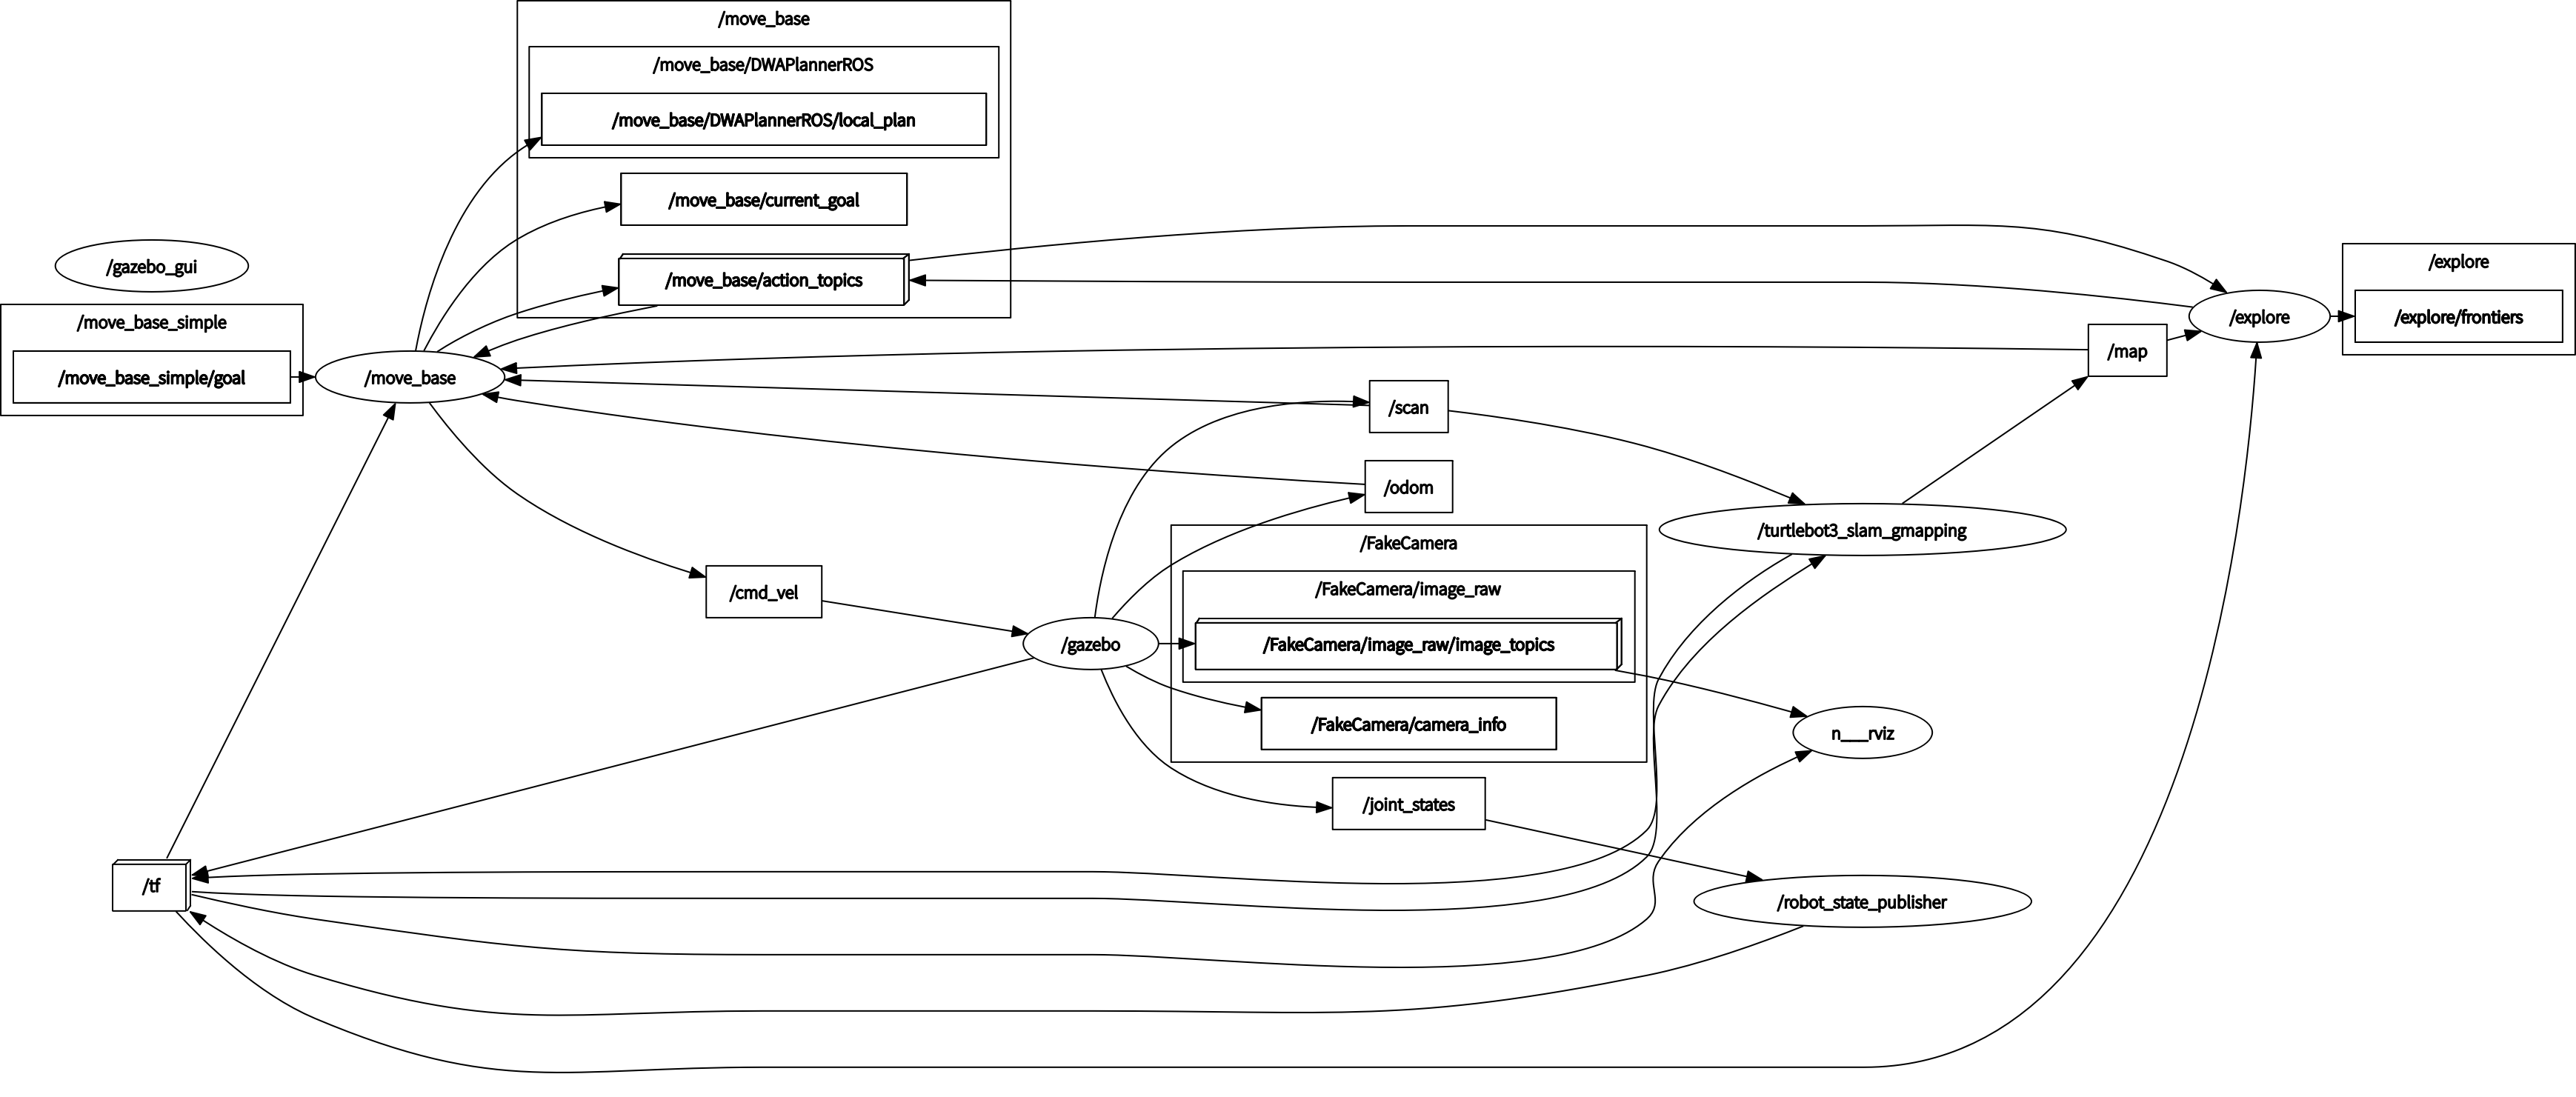 /move_base
/move_base/DWAPlannerROS
/move_base/DWAPlannerROS/local_plan
/move_base/current_goal
/move_base/action_topics
/gazebo_gui
/move_base_simple
/move_base_simple/goal
/move_base
/explore
/explore
/explore/frontiers
/map
/scan
/odom
/turtlebot3_slam_gmapping
/cmd_vel
/gazebo
/FakeCamera
/FakeCamera/image_raw
/FakeCamera/image_raw/image_topics
/FakeCamera/camera_info
n___rviz
/joint_states
/tf
/robot_state_publisher